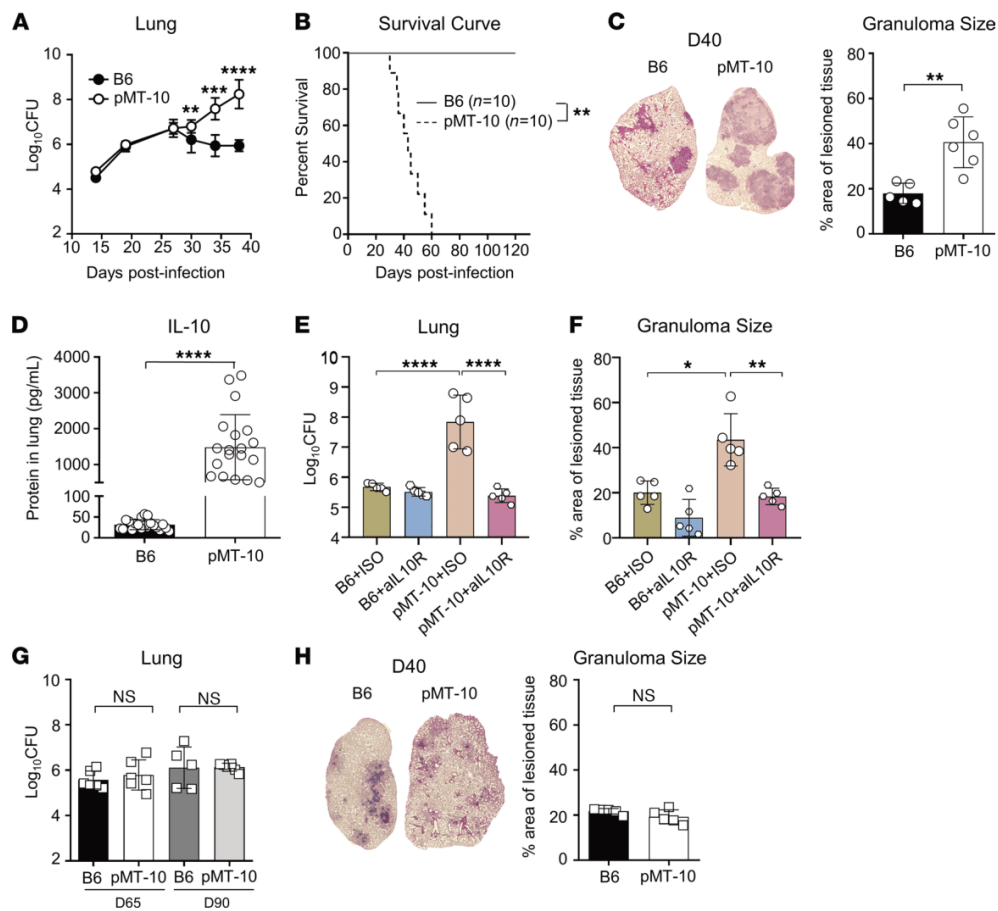 A Lung
Log10CFU
10
8
6
4
2
B6
pMT-10
** *** ****
10 15 20 25 30 35 40
Days post-infection
B Survival Curve
Percent Survival
100
80
60
40
20
0
B6 (n=10)
pMT-10 (n=10)
**
0 20 40 60 80 100 120
Days post-infection
C
D40
B6 pMT-10
Granuloma Size
% area of lesioned tissue
80
60
40
20
0
**
B6 pMT-10
D IL-10
Protein in lung (pg/mL)
4000
3000
2000
1000
100
50
0
****
B6 pMT-10
E Lung
Log10CFU
10
9
8
7
6
5
4
**** ****
B6+ISO
B6+aIL10R
pMT-10+ISO
pMT-10+aIL10R
F Granuloma Size
% area of lesioned tissue
80
60
40
20
0
* **
B6+ISO
B6+aIL10R
pMT-10+ISO
pMT-10+aIL10R
G Lung
Log10CFU
10
8
6
4
2
NS NS
B6 pMT-10 B6 pMT-10
D65 D90
H
D40
B6 pMT-10
Granuloma Size
% area of lesioned tissue
80
60
40
20
0
NS
B6 pMT-10